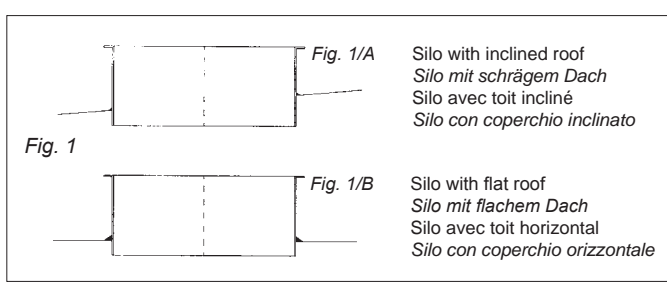 Fig. 1/A
Silo with inclined roof
Silo mit schrägem Dach
Silo avec toit incliné
Silo con coperchio inclinato
Fig. 1
Fig. 1/B
Silo with flat roof
Silo mit flachem Dach
Silo avec toit horizontal
Silo con coperchio orizzontale